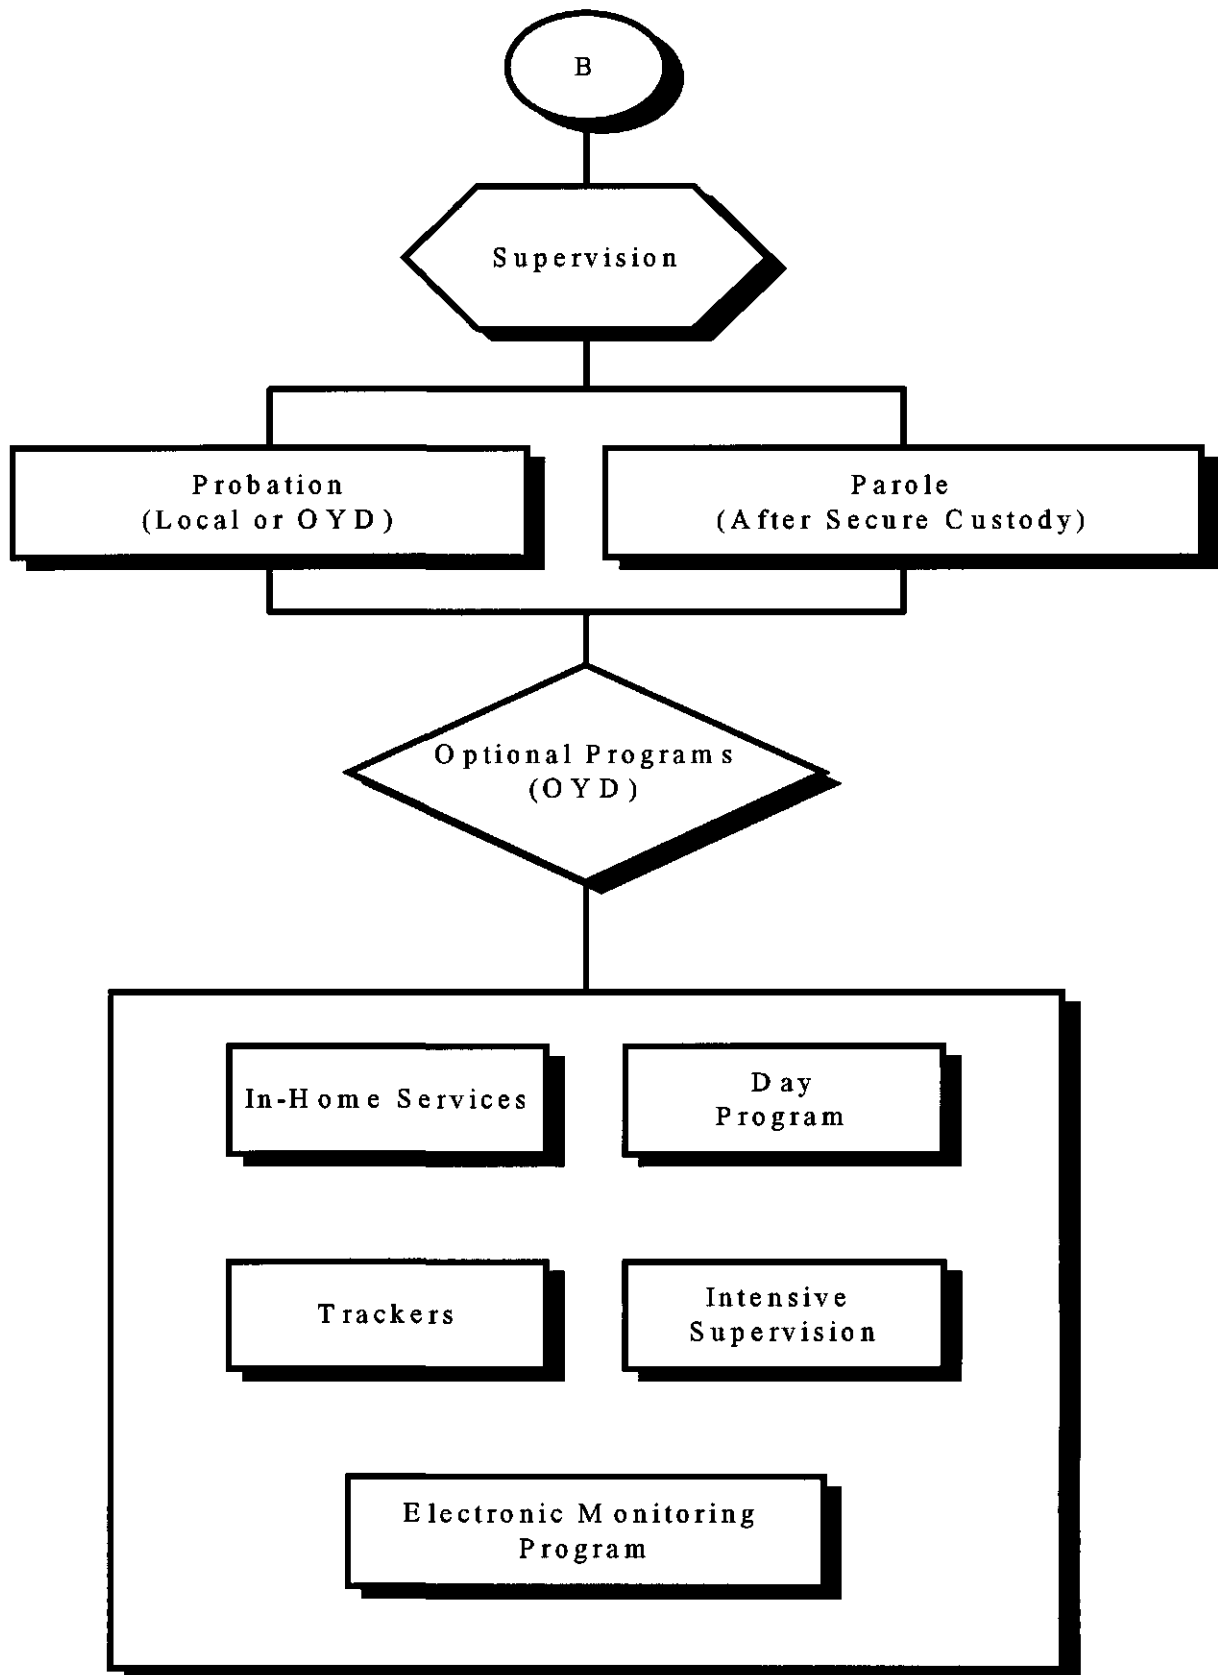 B
Supervision
Probation
(Local or OYD)
Parole
(After Secure Custody)
Optional Programs
(OYD)
In-Home Services
Day
Program
Trackers
Intensive
Supervision
Electronic Monitoring
Program